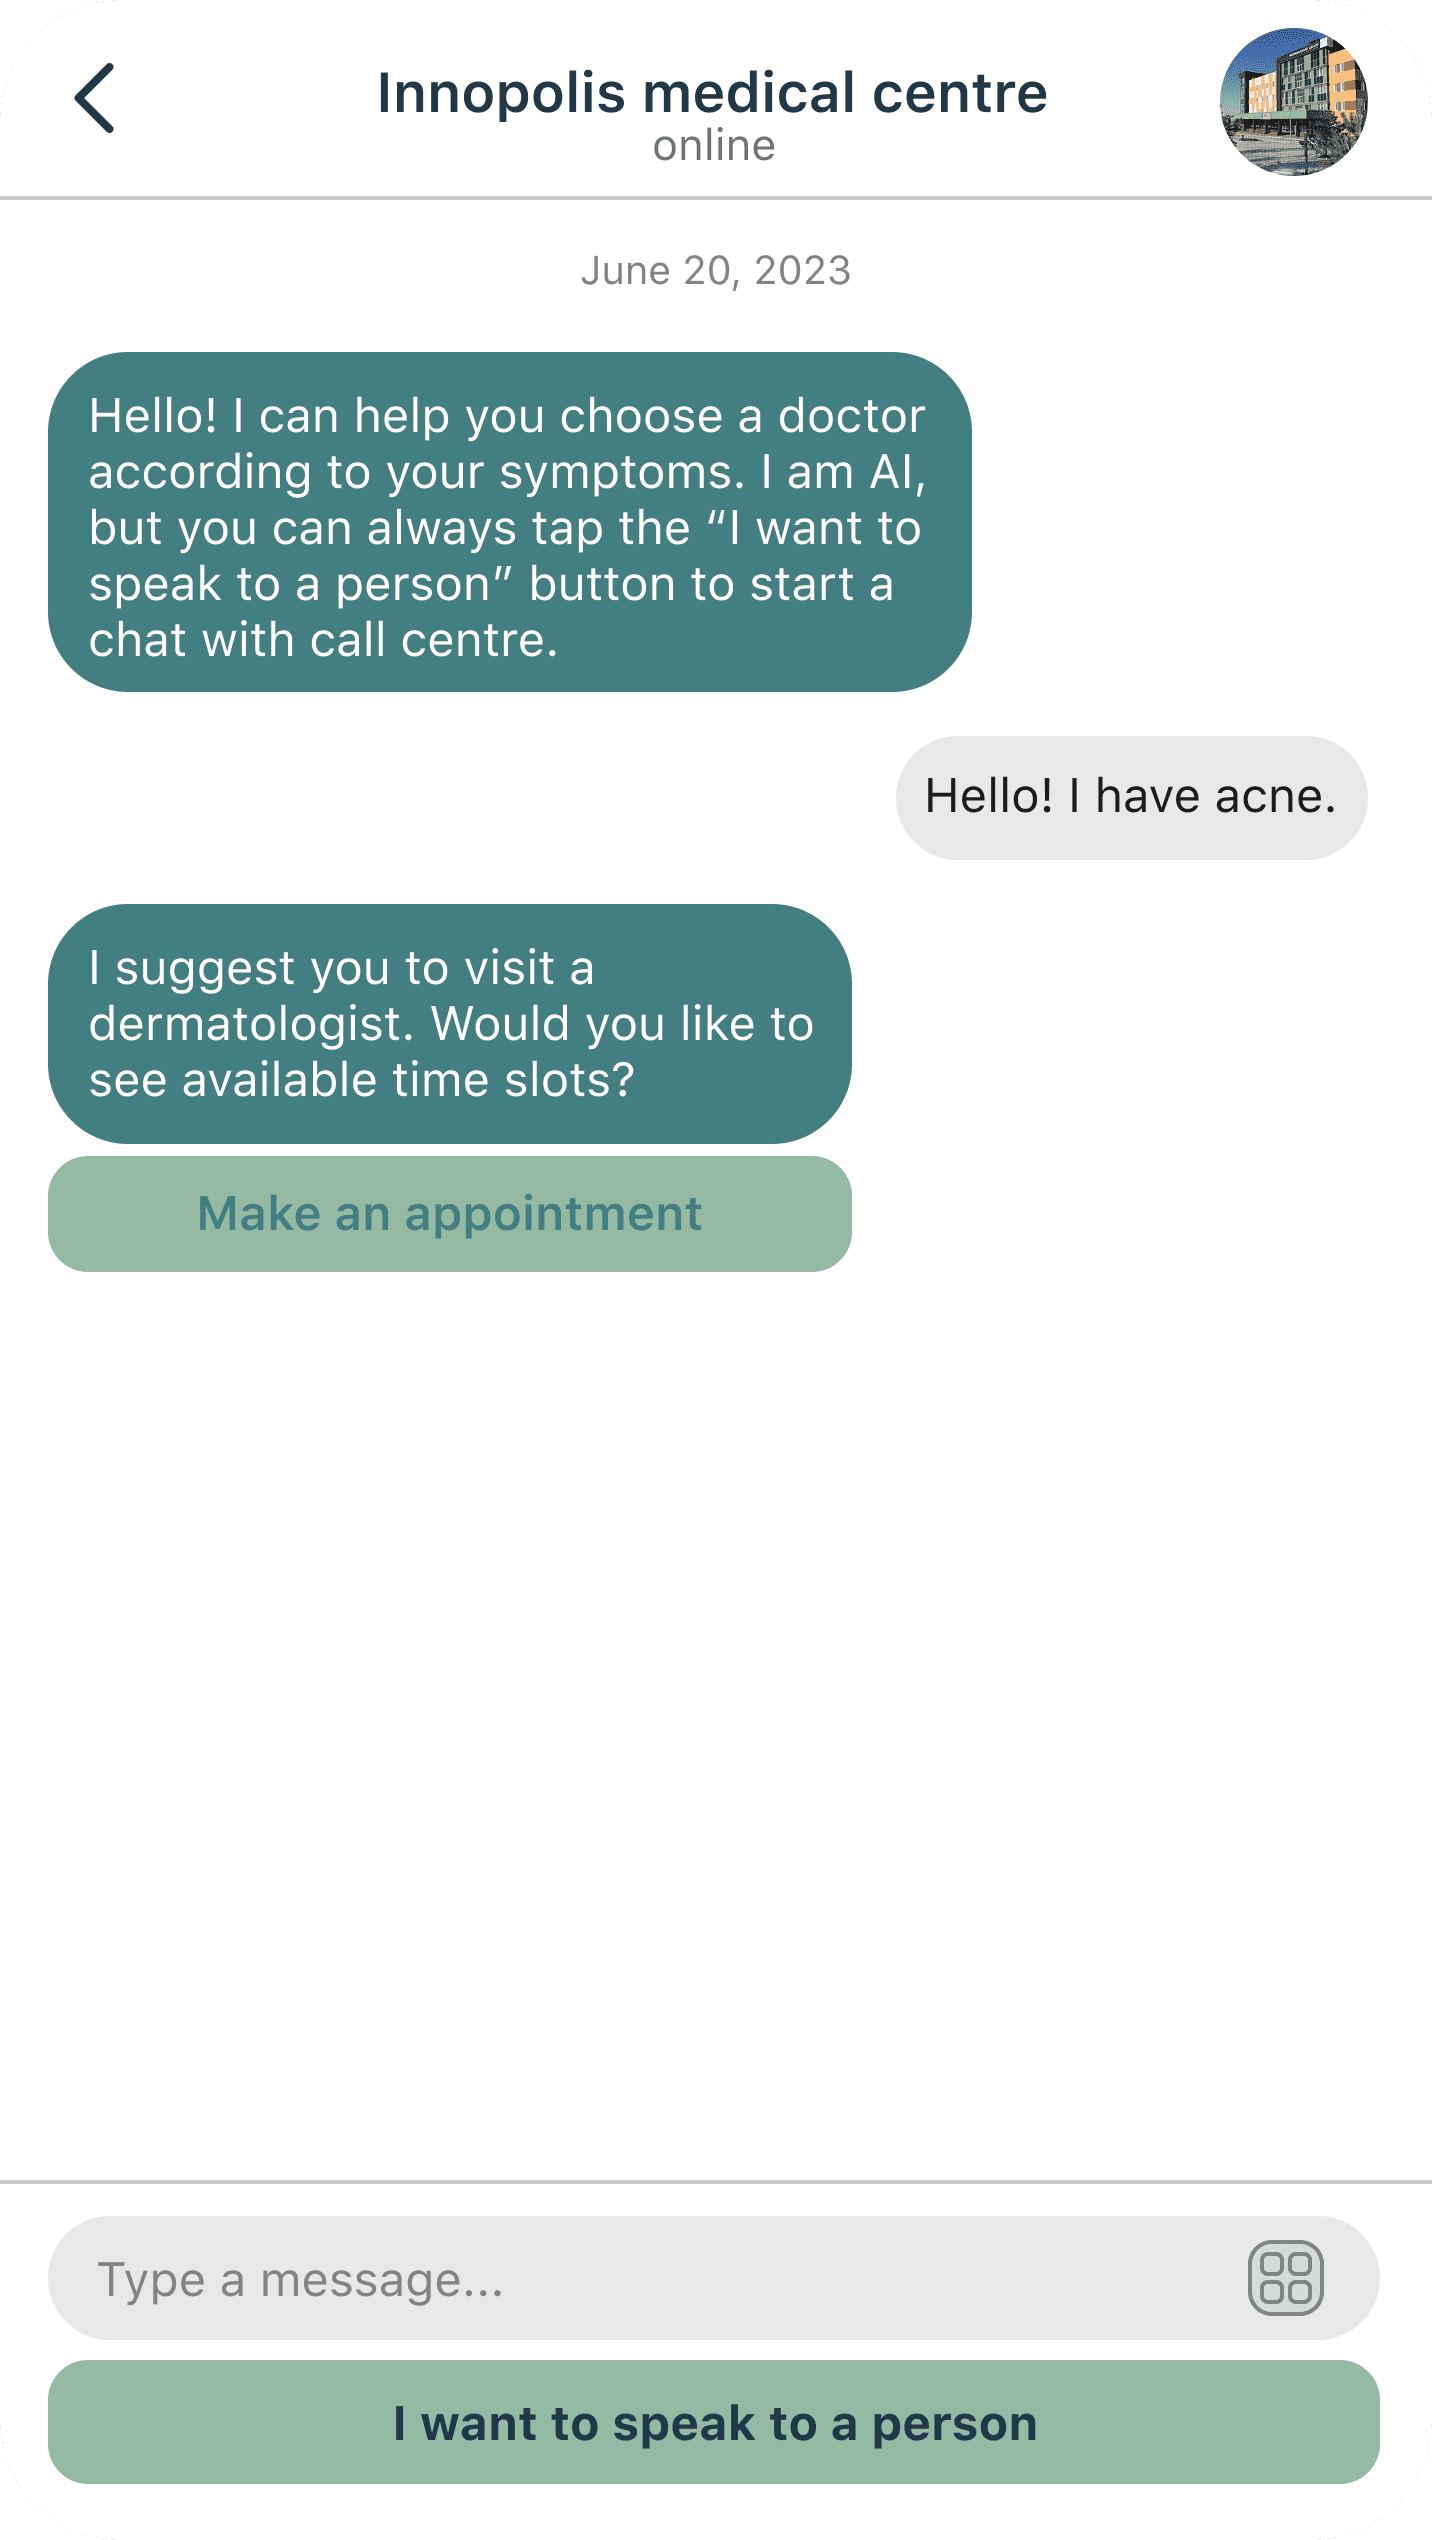 Innopolis medical centre
online
June 20, 2023
Hello! I can help you choose a doctor
according to your symptoms. I am AI,
but you can always tap the “I want to
speak to a person” button to start a
chat with call centre.
Hello! I have acne.
I suggest you to visit a
dermatologist. Would you like to
see available time slots?
Make an appointment
Type a message...
I want to speak to a person